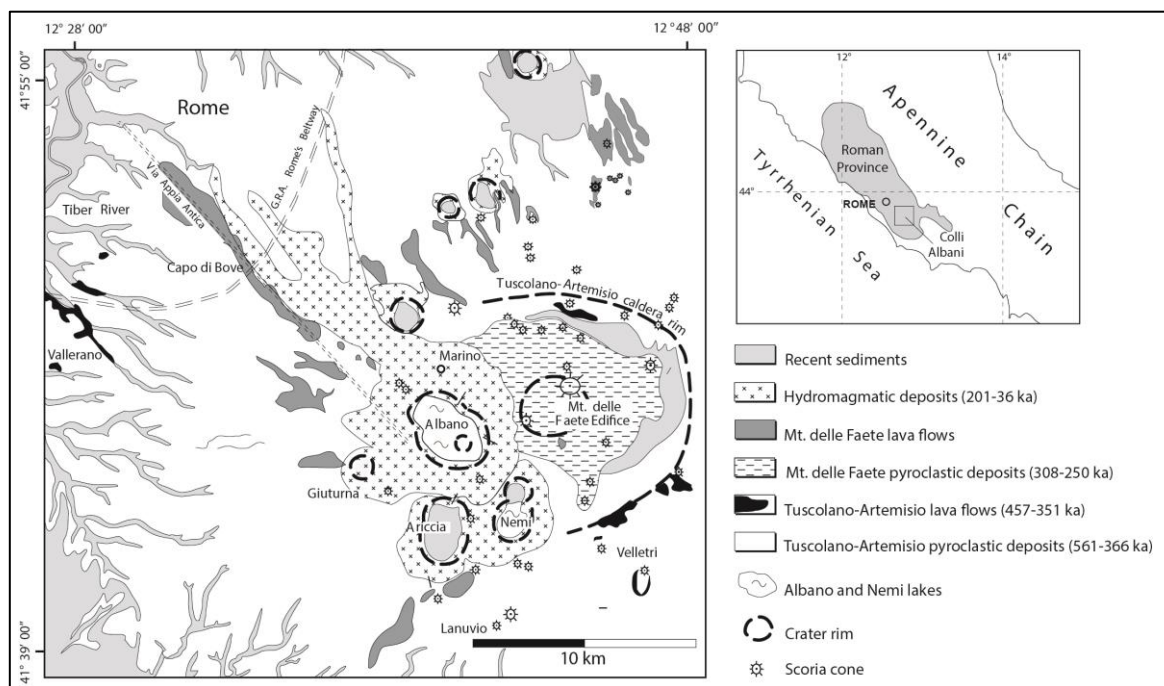 12° 28′ 00″
12° 48′ 00″
41° 55′ 00″
Rome
G.R.A. Rome's Beltway
Via Appia Antica
Tiber River
Capo di Bove
Tuscolano-Artemisio caldera rim
Vallerano
Marino
Mt. delle
Faete Edifice
Albano
Giuturna
Ariccia
Nemi
Velletri
Lanuvio
10 km
41° 39′ 00″
12°
14°
Apennine
Chain
Roman
Province
44°
ROME
Tyrrhenian
Sea
Colli
Albani
Recent sediments
Hydromagmatic deposits (201-36 ka)
Mt. delle Faete lava flows
Mt. delle Faete pyroclastic deposits (308-250 ka)
Tuscolano-Artemisio lava flows (457-351 ka)
Tuscolano-Artemisio pyroclastic deposits (561-366 ka)
Albano and Nemi lakes
Crater rim
Scoria cone